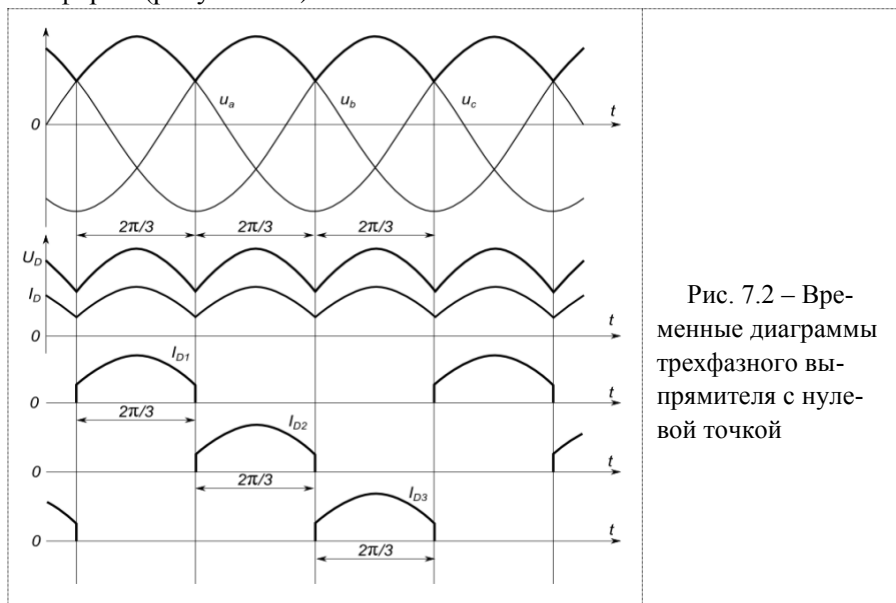 u_a u_b u_c t
0
2π/3 2π/3 2π/3
U_D
I_D
0 t
I_D1
0 2π/3 t
I_D2
0 2π/3 t
I_D3
0 2π/3 t
Рис. 7.2 – Вре-
менные диаграммы
трехфазного вы-
прямителя с нуле-
вой точкой